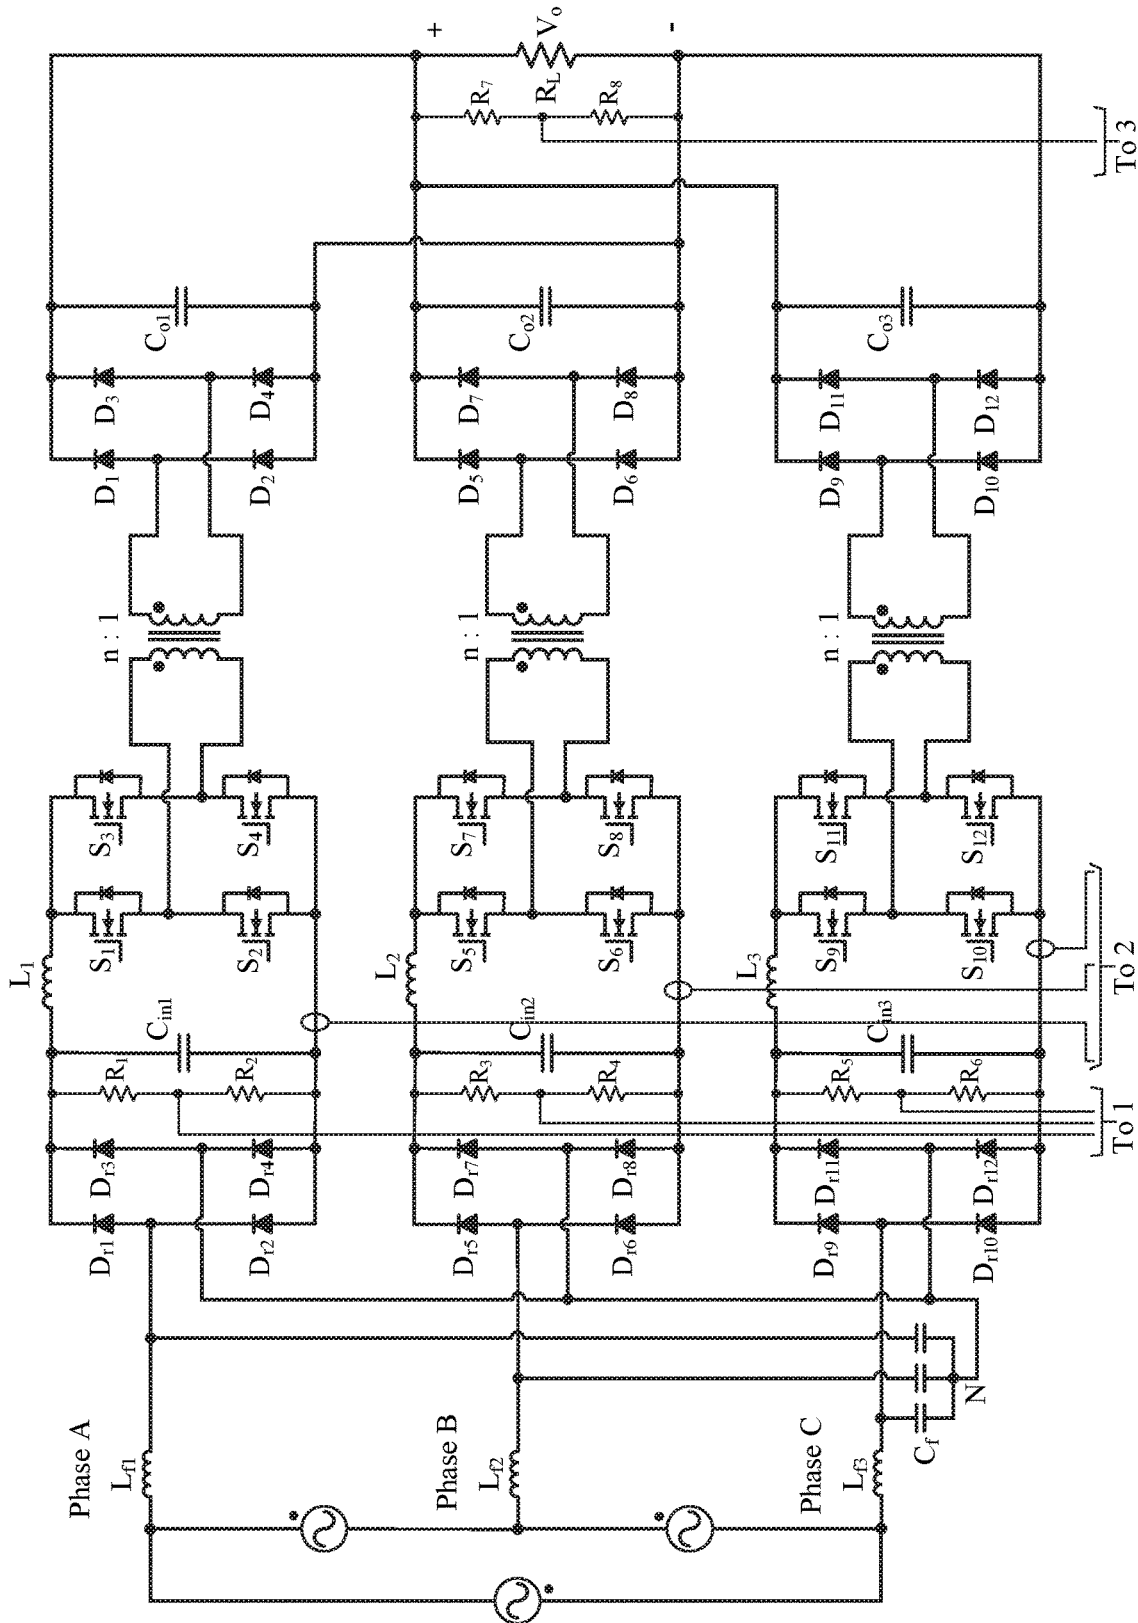 Phase A
L_f1
D_r1
D_r3
D_r2
D_r4
R_1
R_2
C_in1
L_1
S_1
S_3
S_2
S_4
n : 1
D_1
D_3
D_2
D_4
C_o1
Phase B
L_f2
D_r5
D_r7
D_r6
D_r8
R_3
R_4
C_in2
L_2
S_5
S_7
S_6
S_8
n : 1
D_5
D_7
D_6
D_8
C_o2
R_7
R_8
R_L
+
V_o
-
Phase C
L_f3
C_f
N
D_r9
D_r11
D_r10
D_r12
R_5
R_6
C_in3
L_3
S_9
S_11
S_10
S_12
n : 1
D_9
D_11
D_10
D_12
C_o3
To 1
To 2
To 3